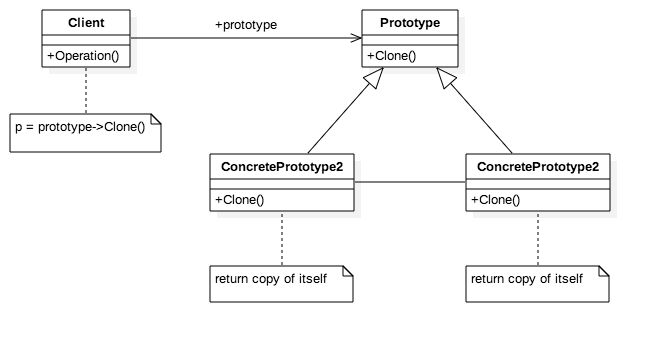 Client
+prototype
Prototype
+Operation()
+Clone()
p = prototype->Clone()
ConcretePrototype2
ConcretePrototype2
+Clone()
+Clone()
return copy of itself
return copy of itself